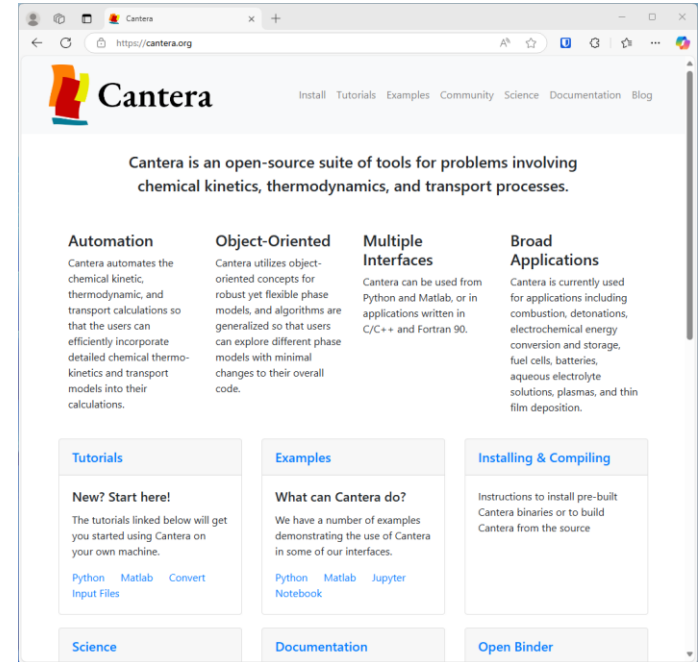 Cantera
https://cantera.org
Cantera
Install Tutorials Examples Community Science Documentation Blog
Cantera is an open-source suite of tools for problems involving
chemical kinetics, thermodynamics, and transport processes.
Automation
Cantera automates the
chemical kinetic,
thermodynamic, and
transport calculations so
that the users can
efficiently incorporate
detailed chemical thermo-
kinetics and transport
models into their
calculations.
Object-Oriented
Cantera utilizes object-
oriented concepts for
robust yet flexible phase
models, and algorithms are
generalized so that users
can explore different phase
models with minimal
changes to their overall
code.
Multiple
Interfaces
Cantera can be used from
Python and Matlab, or in
applications written in
C/C++ and Fortran 90.
Broad
Applications
Cantera is currently used
for applications including
combustion, detonations,
electrochemical energy
conversion and storage,
fuel cells, batteries,
aqueous electrolyte
solutions, plasmas, and thin
film deposition.
Tutorials
New? Start here!
The tutorials linked below will get
you started using Cantera on
your own machine.
Python Matlab Convert
Input Files
Examples
What can Cantera do?
We have a number of examples
demonstrating the use of Cantera
in some of our interfaces.
Python Matlab Jupyter
Notebook
Installing & Compiling
Instructions to install pre-built
Cantera binaries or to build
Cantera from the source
Science
Documentation
Open Binder